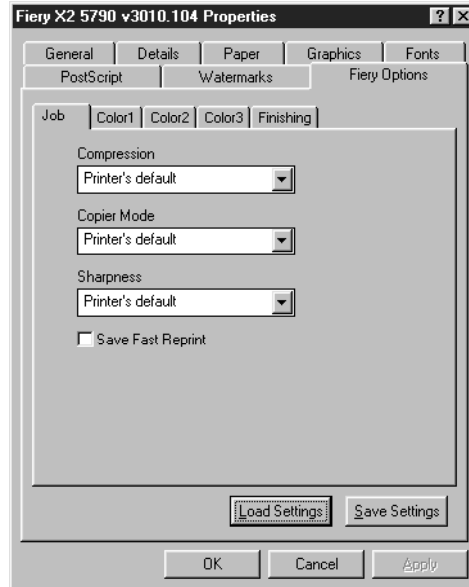 Fiery X2 5790 v3010.104 Properties
General Details Paper Graphics Fonts
PostScript Watermarks Fiery Options
Job Color1 Color2 Color3 Finishing
Compression
Printer's default
Copier Mode
Printer's default
Sharpness
Printer's default
Save Fast Reprint
Load Settings Save Settings
OK Cancel Apply